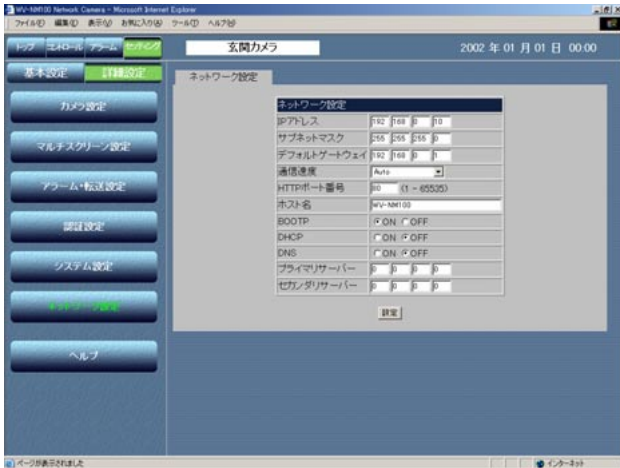 WV-NM100 Network Camera - Microsoft Internet Explorer
ファイル(F) 編集(E) 表示(V) お気に入り(A) ツール(T) ヘルプ(H)
トップ コントロール アラーム セッティング
玄関カメラ
2002 年 01 月 01 日 00:00
基本設定 詳細設定
ネットワーク設定
カメラ設定
マルチスクリーン設定
アラーム・転送設定
認証設定
システム設定
ネットワーク設定
ヘルプ
ネットワーク設定
IPアドレス 192 168 0 10
サブネットマスク 255 255 255 0
デフォルトゲートウェイ 192 168 0 1
通信速度 Auto
HTTPポート番号 80 (1 ~ 65535)
ホスト名 WV-NM100
BOOTP ON OFF
DHCP ON OFF
DNS ON OFF
プライマリサーバー 0 0 0 0
セカンダリサーバー 0 0 0 0
設定
ページが表示されました
インターネット